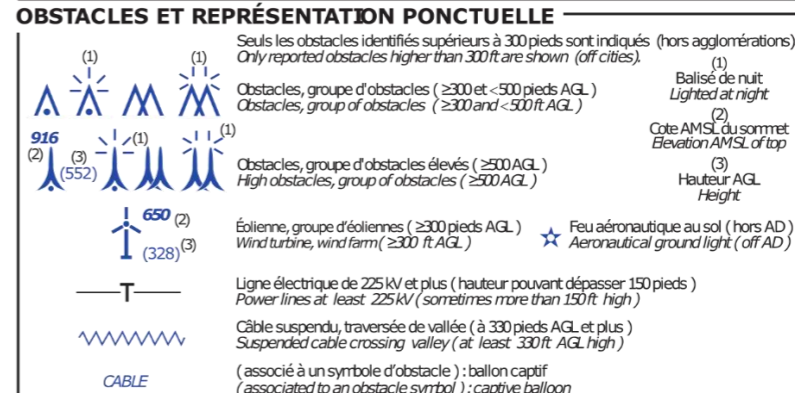 OBSTACLES ET REPRÉSENTATION PONCTUELLE
Seuls les obstacles identifiés supérieurs à 300 pieds sont indiqués (hors agglomérations)
Only reported obstacles higher than 300 ft are shown (off cities).
(1)
(1)
Obstacles, groupe d'obstacles ( ≥300 et <500 pieds AGL )
Obstacles, group of obstacles ( ≥300 and <500 ft AGL )
(1)
Balisé de nuit
Lighted at night
(2)
Cote AMSL du sommet
Elevation AMSL of top
(3)
Hauteur AGL
Height
916
(2)
(3)
(552)
(1)
(1)
Obstacles, groupe d'obstacles élevés ( ≥500 AGL )
High obstacles, group of obstacles ( ≥500 AGL )
650 (2)
(328) (3)
Éolienne, groupe d'éoliennes ( ≥300 pieds AGL )
Wind turbine, wind farm ( ≥300 ft AGL )
Feu aéronautique au sol ( hors AD )
Aeronautical ground light ( off AD )
T
Ligne électrique de 225 kV et plus ( hauteur pouvant dépasser 150 pieds )
Power lines at least 225 kV ( sometimes more than 150 ft high )
Câble suspendu, traversée de vallée ( à 330 pieds AGL et plus )
Suspended cable crossing valley ( at least 330 ft AGL high )
CABLE
( associé à un symbole d'obstacle ) : ballon captif
( associated to an obstacle symbol ) : captive balloon